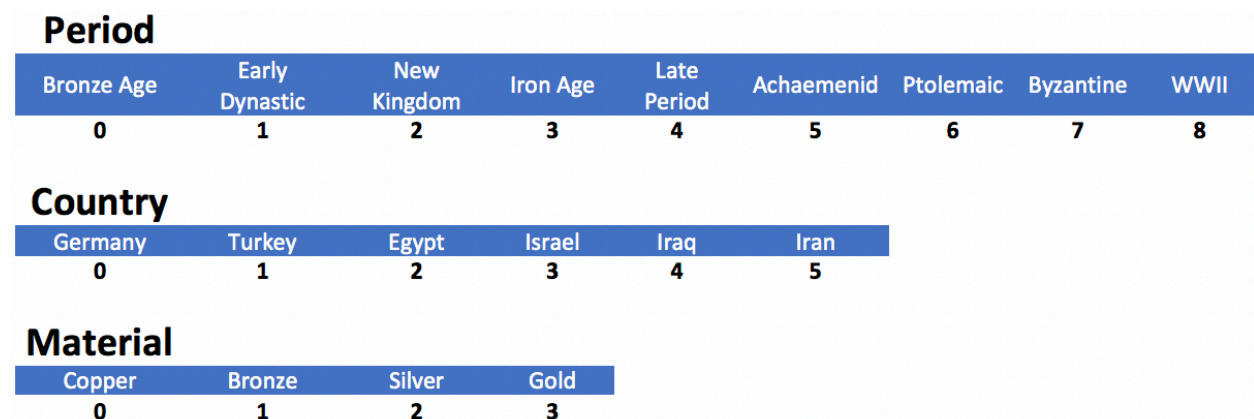 Period
Bronze Age Early Dynastic New Kingdom Iron Age Late Period Achaemenid Ptolemaic Byzantine WWII
0 1 2 3 4 5 6 7 8
Country
Germany Turkey Egypt Israel Iraq Iran
0 1 2 3 4 5
Material
Copper Bronze Silver Gold
0 1 2 3